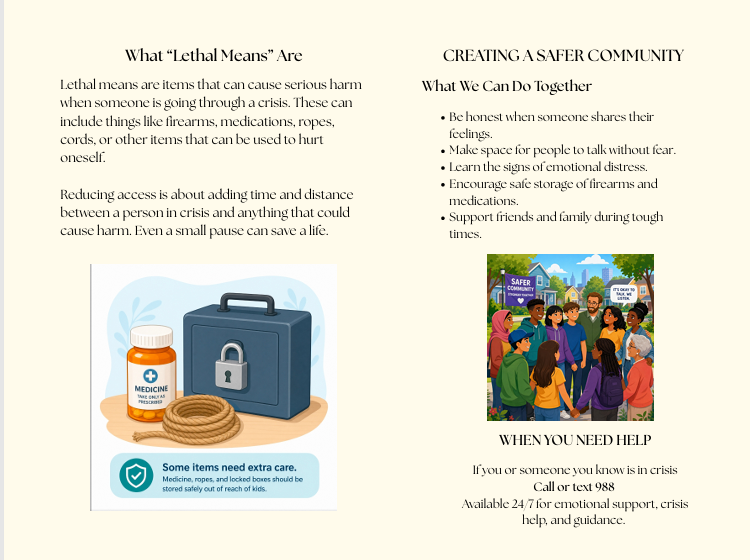 What “Lethal Means” Are
Lethal means are items that can cause serious harm
when someone is going through a crisis. These can
include things like firearms, medications, ropes,
cords, or other items that can be used to hurt
oneself.
Reducing access is about adding time and distance
between a person in crisis and anything that could
cause harm. Even a small pause can save a life.
MEDICINE
TAKE ONLY AS
PRESCRIBED
Some items need extra care.
Medicine, ropes, and locked boxes should be
stored safely out of reach of kids.
CREATING A SAFER COMMUNITY
What We Can Do Together
• Be honest when someone shares their
feelings.
• Make space for people to talk without fear.
• Learn the signs of emotional distress.
• Encourage safe storage of firearms and
medications.
• Support friends and family during tough
times.
SAFER
COMMUNITY
STRONGER TOGETHER
IT'S OKAY TO
TALK. WE
LISTEN.
WHEN YOU NEED HELP
If you or someone you know is in crisis
Call or text 988
Available 24/7 for emotional support, crisis
help, and guidance.